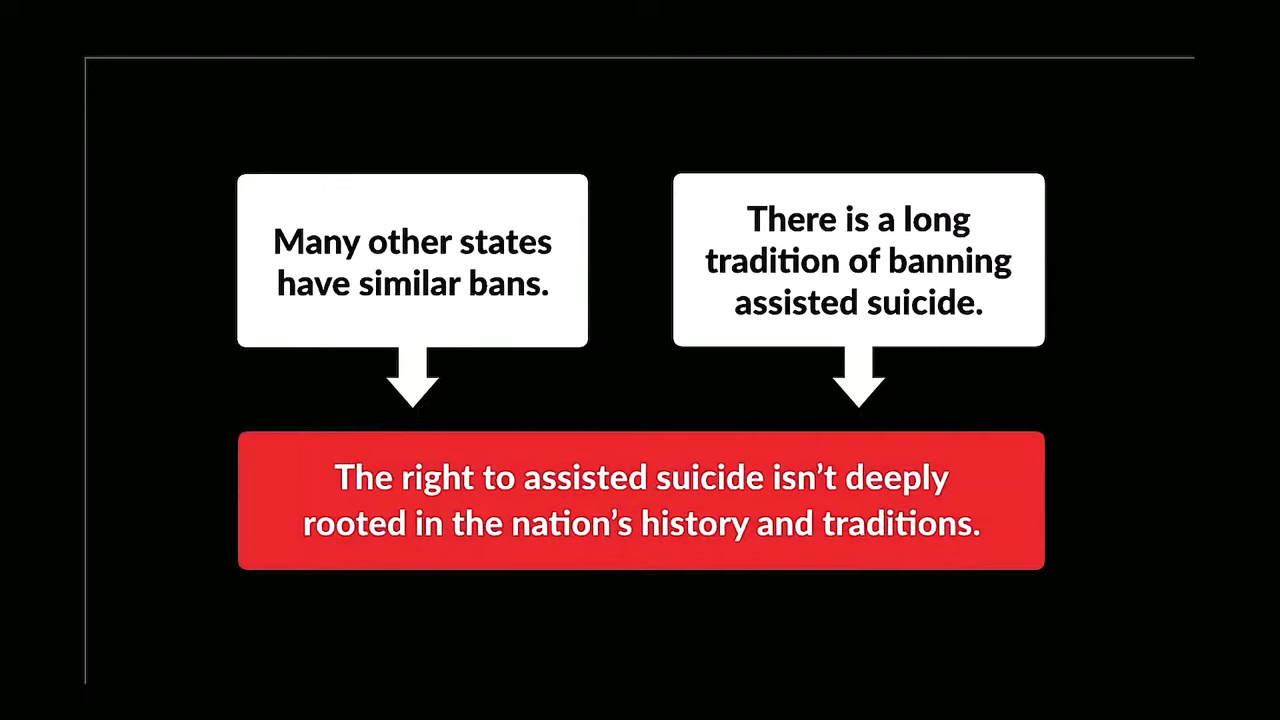 Many other states
have similar bans.
There is a long
tradition of banning
assisted suicide.
The right to assisted suicide isn’t deeply
rooted in the nation’s history and traditions.